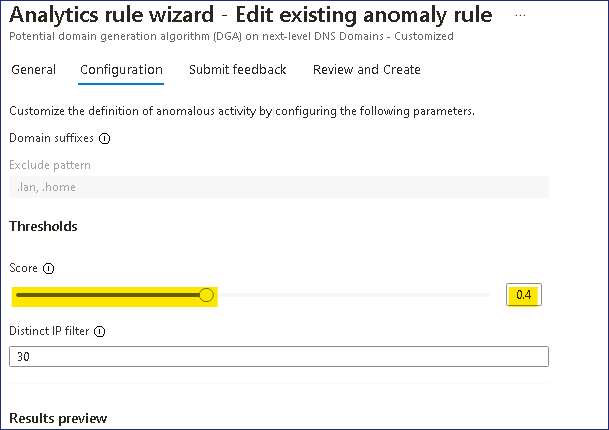 Analytics rule wizard - Edit existing anomaly rule ...
Potential domain generation algorithm (DGA) on next-level DNS Domains - Customized
General Configuration Submit feedback Review and Create
Customize the definition of anomalous activity by configuring the following parameters.
Domain suffixes
Exclude pattern
.lan, .home
Thresholds
Score
0.4
Distinct IP filter
30
Results preview